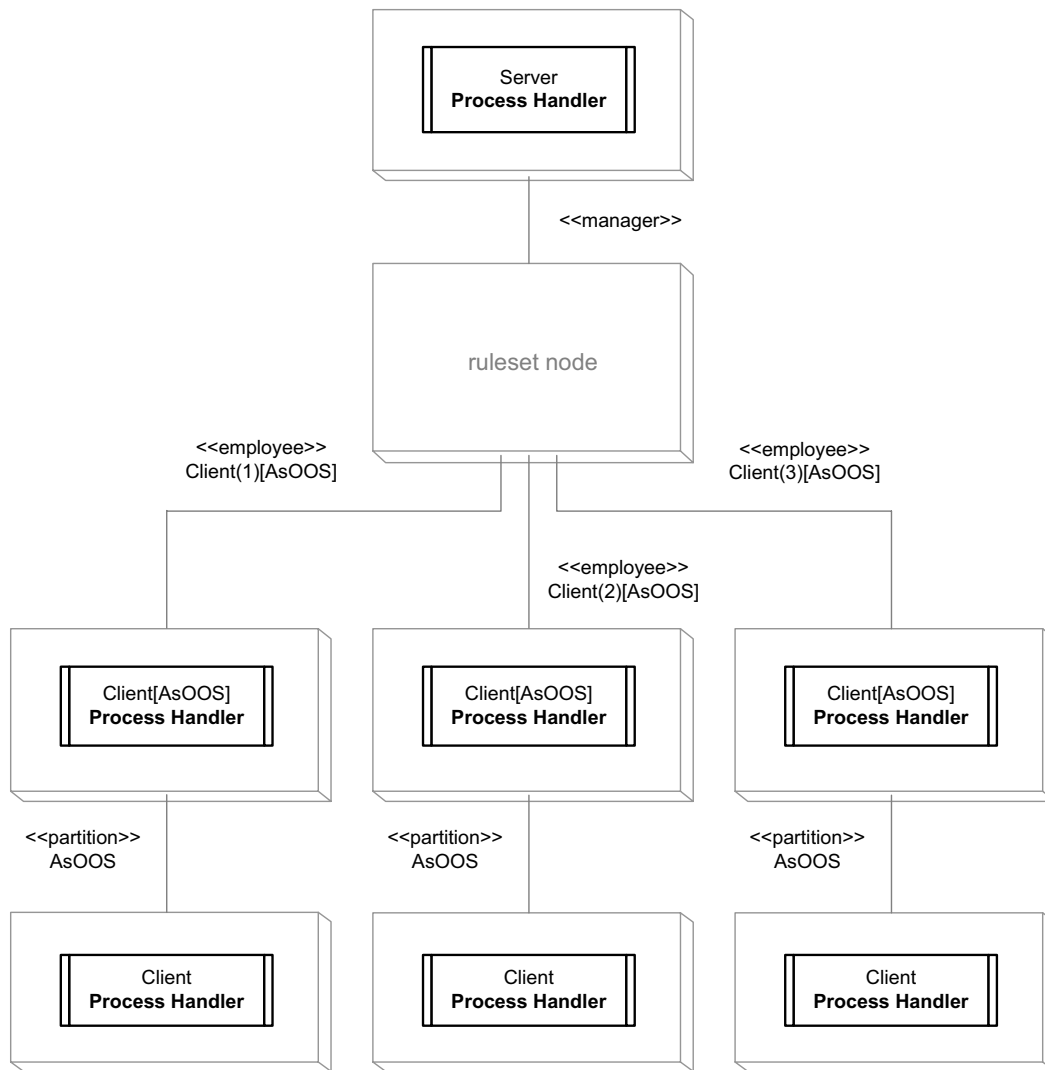 Server
Process Handler
<<manager>>
ruleset node
<<employee>>
Client(1)[AsOOS]
<<employee>>
Client(3)[AsOOS]
<<employee>>
Client(2)[AsOOS]
Client[AsOOS]
Process Handler
Client[AsOOS]
Process Handler
Client[AsOOS]
Process Handler
<<partition>>
AsOOS
<<partition>>
AsOOS
<<partition>>
AsOOS
Client
Process Handler
Client
Process Handler
Client
Process Handler